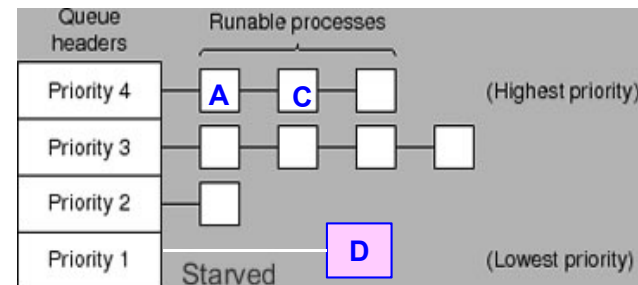 Queue
headers
Runable processes
Priority 4
A
C
(Highest priority)
Priority 3
Priority 2
Priority 1
Starved
D
(Lowest priority)